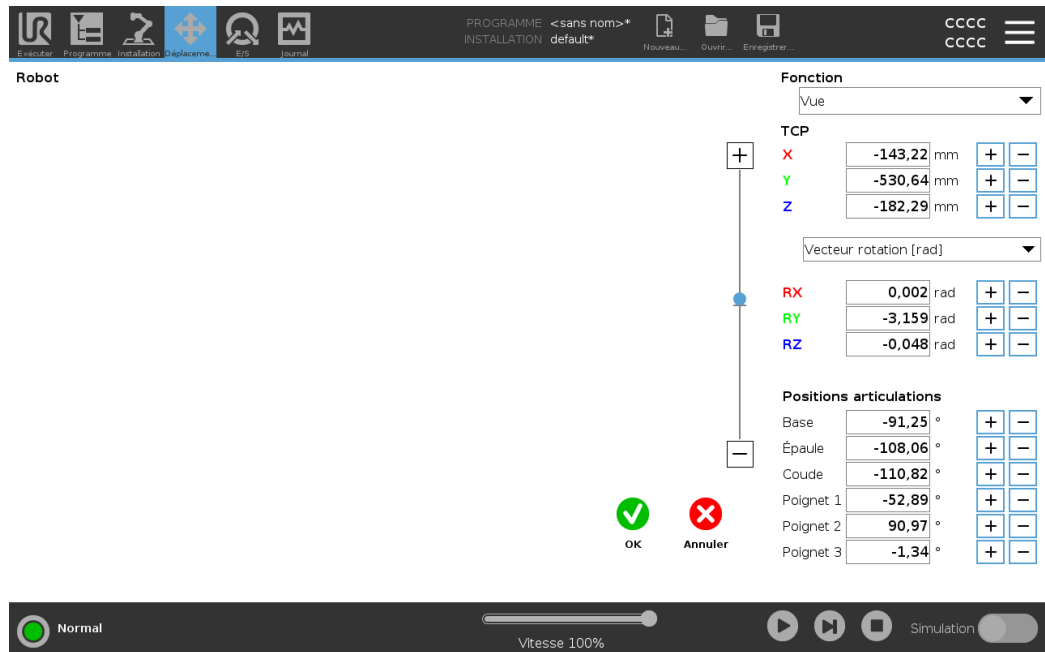 PROGRAMME <sans nom>*
INSTALLATION default*
CCCC
CCCC
UR
Exécuter Programme Installation Déplaceme... E/S Journal
Nouveau... Ouvrir... Enregistrer...
Robot
Fonction
Vue
TCP
X -143,22 mm + −
Y -530,64 mm + −
Z -182,29 mm + −
Vecteur rotation [rad]
RX 0,002 rad + −
RY -3,159 rad + −
RZ -0,048 rad + −
Positions articulations
Base -91,25 ° + −
Épaule -108,06 ° + −
Coude -110,82 ° + −
Poignet 1 -52,89 ° + −
Poignet 2 90,97 ° + −
Poignet 3 -1,34 ° + −
+
−
OK Annuler
Normal
Vitesse 100%
Simulation